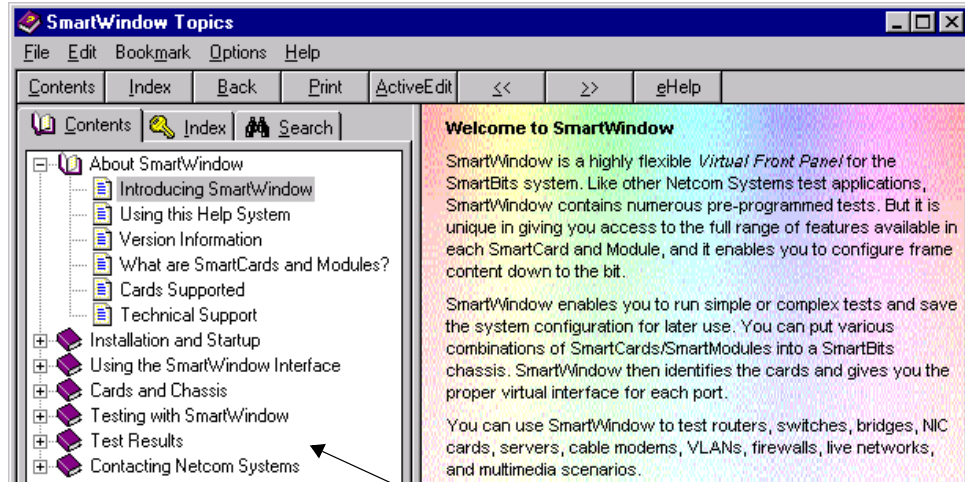 SmartWindow Topics
File Edit Bookmark Options Help
Contents Index Back Print ActiveEdit << >> eHelp
Contents Index Search
About SmartWindow
Introducing SmartWindow
Using this Help System
Version Information
What are SmartCards and Modules?
Cards Supported
Technical Support
Installation and Startup
Using the SmartWindow Interface
Cards and Chassis
Testing with SmartWindow
Test Results
Contacting Netcom Systems
Welcome to SmartWindow
SmartWindow is a highly flexible Virtual Front Panel for the
SmartBits system. Like other Netcom Systems test applications,
SmartWindow contains numerous pre-programmed tests. But it is
unique in giving you access to the full range of features available in
each SmartCard and Module, and it enables you to configure frame
content down to the bit.
SmartWindow enables you to run simple or complex tests and save
the system configuration for later use. You can put various
combinations of SmartCards/SmartModules into a SmartBits
chassis. SmartWindow then identifies the cards and gives you the
proper virtual interface for each port.
You can use SmartWindow to test routers, switches, bridges, NIC
cards, servers, cable modems, VLANs, firewalls, live networks,
and multimedia scenarios.